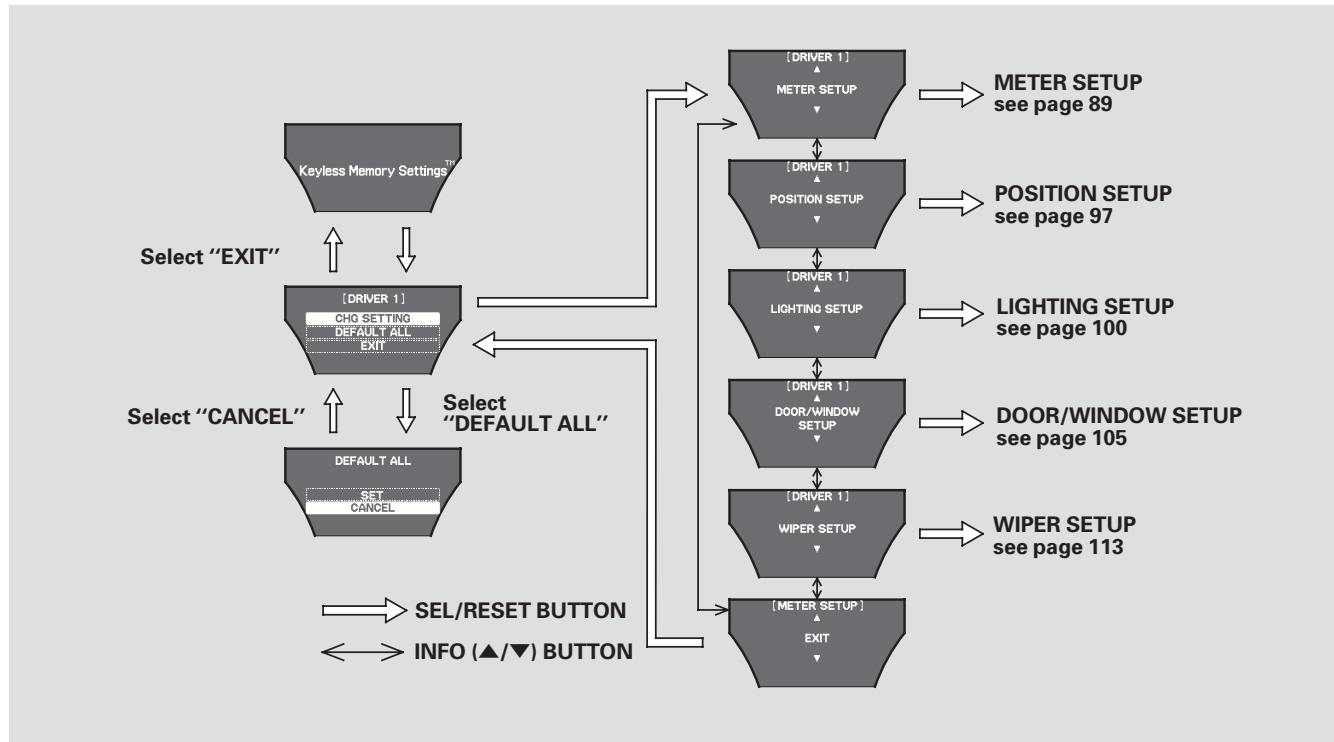 Keyless Memory Settings™
Select ‘‘EXIT’’
[DRIVER 1]
CHG SETTING
DEFAULT ALL
EXIT
Select ‘‘CANCEL’’
Select
‘‘DEFAULT ALL’’
DEFAULT ALL
SET
CANCEL
SEL/RESET BUTTON
INFO (▲/▼) BUTTON
[DRIVER 1]
▲
METER SETUP
▼
METER SETUP
see page 89
[DRIVER 1]
▲
POSITION SETUP
▼
POSITION SETUP
see page 97
[DRIVER 1]
▲
LIGHTING SETUP
▼
LIGHTING SETUP
see page 100
[DRIVER 1]
▲
DOOR/WINDOW
SETUP
▼
DOOR/WINDOW SETUP
see page 105
[DRIVER 1]
▲
WIPER SETUP
▼
WIPER SETUP
see page 113
[METER SETUP]
▲
EXIT
▼